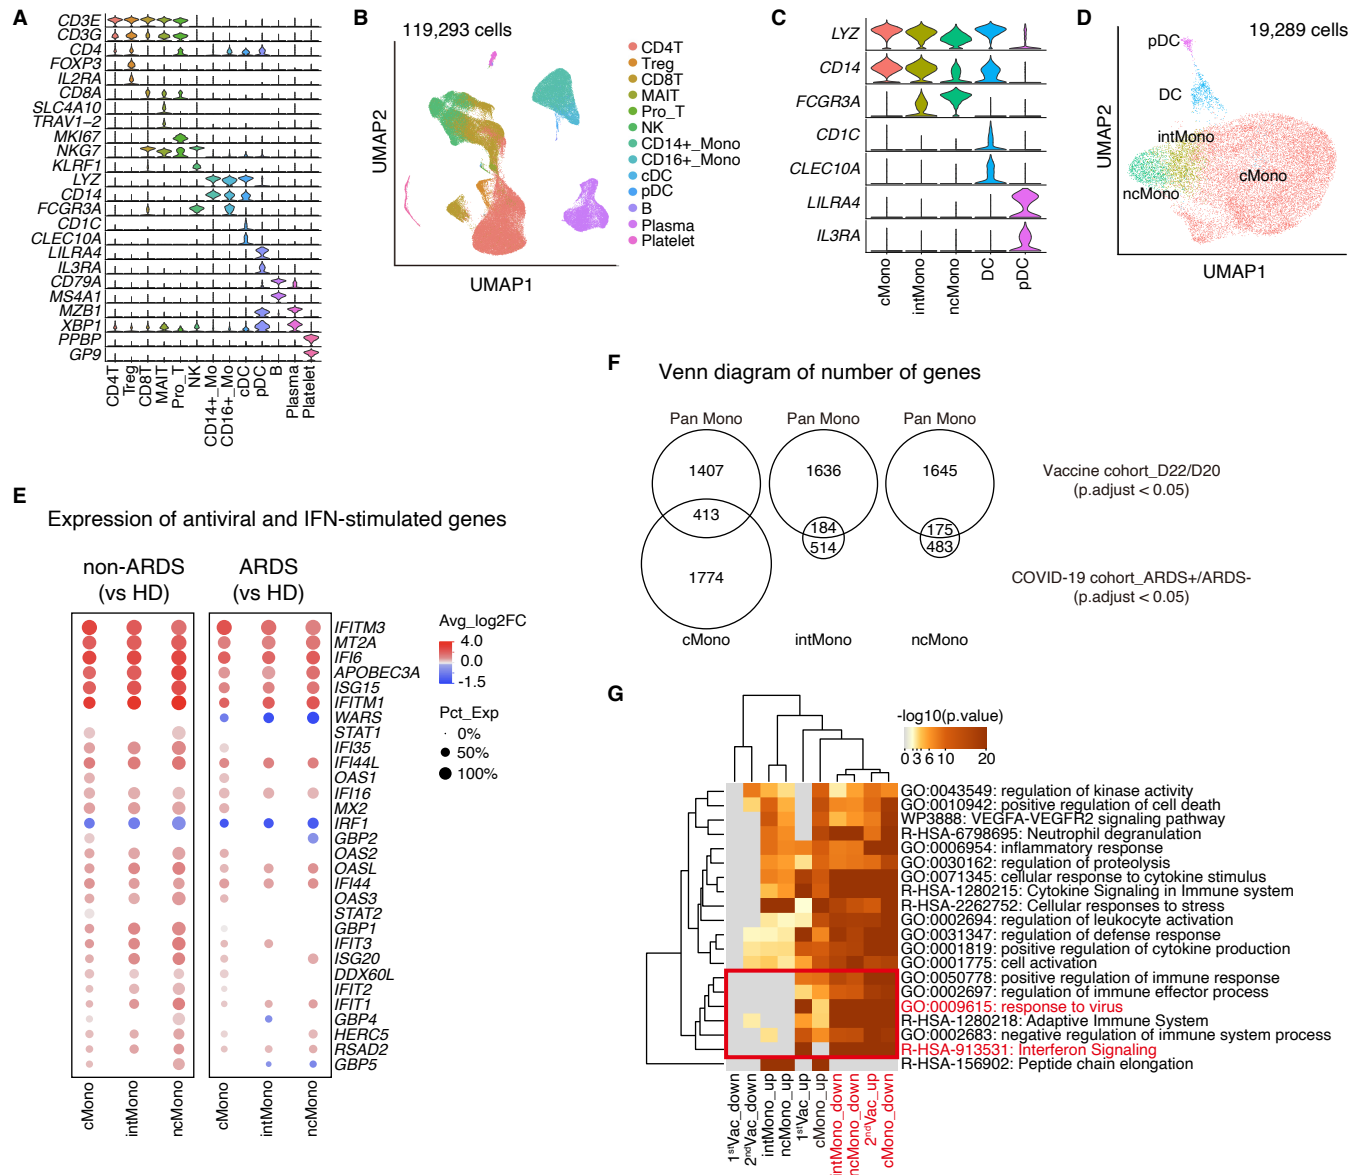 A
CD3E
CD3G
CD4
FOXP3
IL2RA
CD8A
SLC4A10
TRAV1−2
MKI67
NKG7
KLRF1
LYZ
CD14
FCGR3A
CD1C
CLEC10A
LILRA4
IL3RA
CD79A
MS4A1
MZB1
XBP1
PPBP
GP9
CD4T
Treg
CD8T
MAIT
Pro_T
NK
CD14+_Mo
CD16+_Mo
cDC
pDC
B
Plasma
Platelet
B
119,293 cells
UMAP2
UMAP1
CD4T
Treg
CD8T
MAIT
Pro_T
NK
CD14+_Mono
CD16+_Mono
cDC
pDC
B
Plasma
Platelet
C
LYZ
CD14
FCGR3A
CD1C
CLEC10A
LILRA4
IL3RA
cMono
intMono
ncMono
DC
pDC
D
19,289 cells
pDC
DC
intMono
cMono
ncMono
UMAP2
UMAP1
E
Expression of antiviral and IFN-stimulated genes
non-ARDS
(vs HD)
ARDS
(vs HD)
IFITM3
MT2A
IFI6
APOBEC3A
ISG15
IFITM1
WARS
STAT1
IFI35
IFI44L
OAS1
IFI16
MX2
IRF1
GBP2
OAS2
OASL
IFI44
OAS3
STAT2
GBP1
IFIT3
ISG20
DDX60L
IFIT2
IFIT1
GBP4
HERC5
RSAD2
GBP5
cMono
intMono
ncMono
cMono
intMono
ncMono
Avg_log2FC
4.0
0.0
-1.5
Pct_Exp
0%
50%
100%
F
Venn diagram of number of genes
Pan Mono
Pan Mono
Pan Mono
1407
1636
1645
413
184
175
514
483
1774
cMono
intMono
ncMono
Vaccine cohort_D22/D20
(p.adjust < 0.05)
COVID-19 cohort_ARDS+/ARDS-
(p.adjust < 0.05)
G
-log10(p.value)
0 3 6 10 20
GO:0043549: regulation of kinase activity
GO:0010942: positive regulation of cell death
WP3888: VEGFA-VEGFR2 signaling pathway
R-HSA-6798695: Neutrophil degranulation
GO:0006954: inflammatory response
GO:0030162: regulation of proteolysis
GO:0071345: cellular response to cytokine stimulus
R-HSA-1280215: Cytokine Signaling in Immune system
R-HSA-2262752: Cellular responses to stress
GO:0002694: regulation of leukocyte activation
GO:0031347: regulation of defense response
GO:0001819: positive regulation of cytokine production
GO:0001775: cell activation
GO:0050778: positive regulation of immune response
GO:0002697: regulation of immune effector process
GO:0009615: response to virus
R-HSA-1280218: Adaptive Immune System
GO:0002683: negative regulation of immune system process
R-HSA-913531: Interferon Signaling
R-HSA-156902: Peptide chain elongation
1stVac_down
2ndVac_down
intMono_up
ncMono_up
1stVac_up
cMono_up
intMono_down
ncMono_down
2ndVac_up
cMono_down